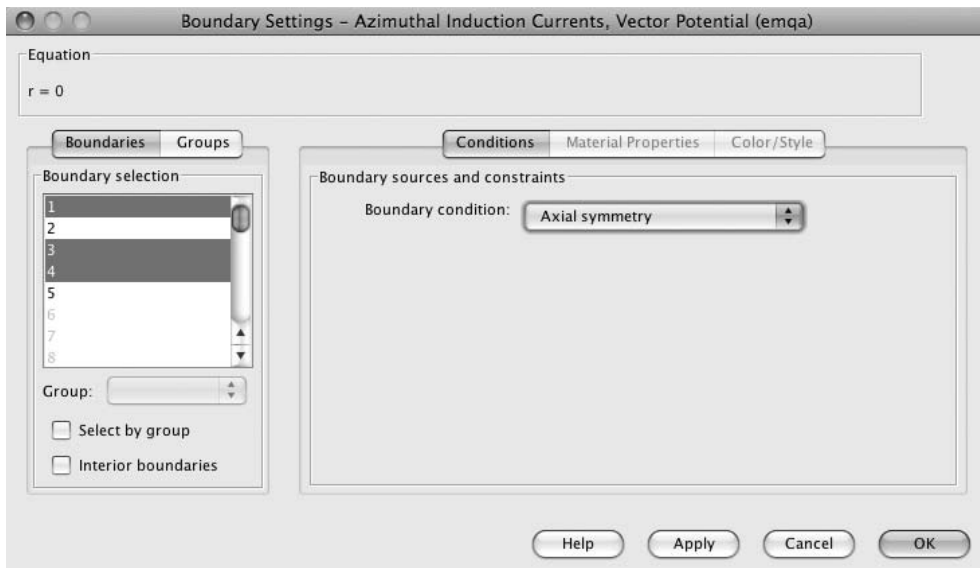 Boundary Settings – Azimuthal Induction Currents, Vector Potential (emqa)
Equation
r = 0
Boundaries Groups
Boundary selection
1
2
3
4
5
6
7
8
Group:
Select by group
Interior boundaries
Conditions Material Properties Color/Style
Boundary sources and constraints
Boundary condition: Axial symmetry
Help Apply Cancel OK